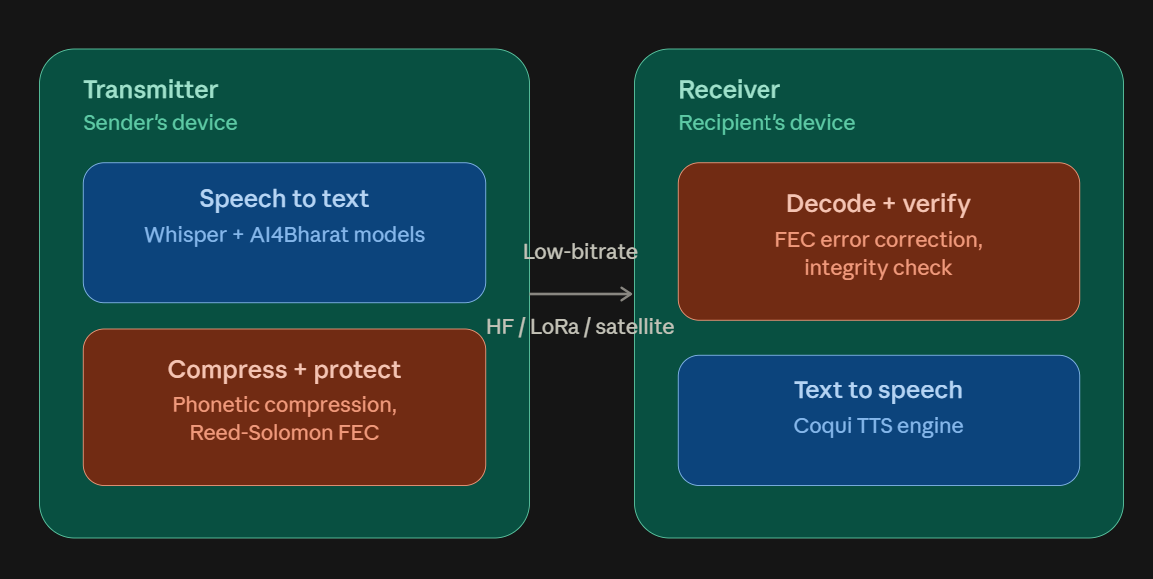 Transmitter
Sender's device
Speech to text
Whisper + AI4Bharat models
Compress + protect
Phonetic compression,
Reed-Solomon FEC
Low-bitrate
HF / LoRa / satellite
Receiver
Recipient's device
Decode + verify
FEC error correction,
integrity check
Text to speech
Coqui TTS engine